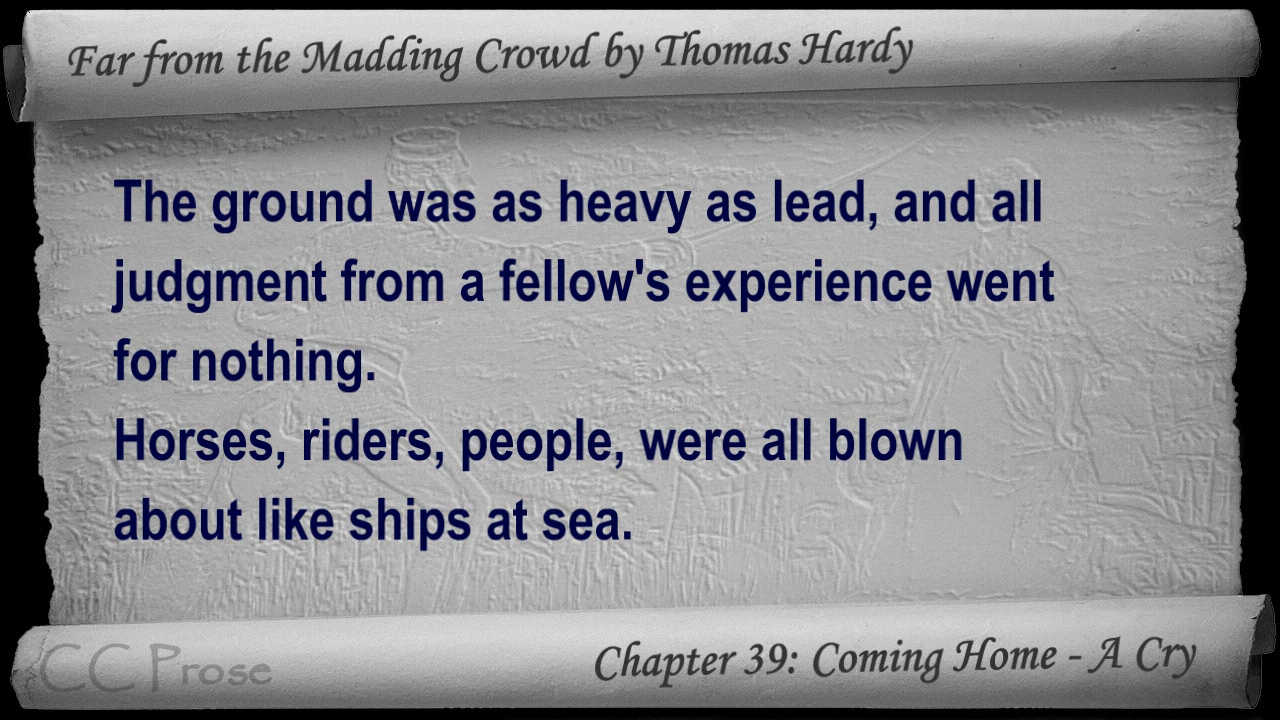 Far from the Madding Crowd by Thomas Hardy
The ground was as heavy as lead, and all
judgment from a fellow's experience went
for nothing.
Horses, riders, people, were all blown
about like ships at sea.
CC Prose
Chapter 39: Coming Home - A Cry